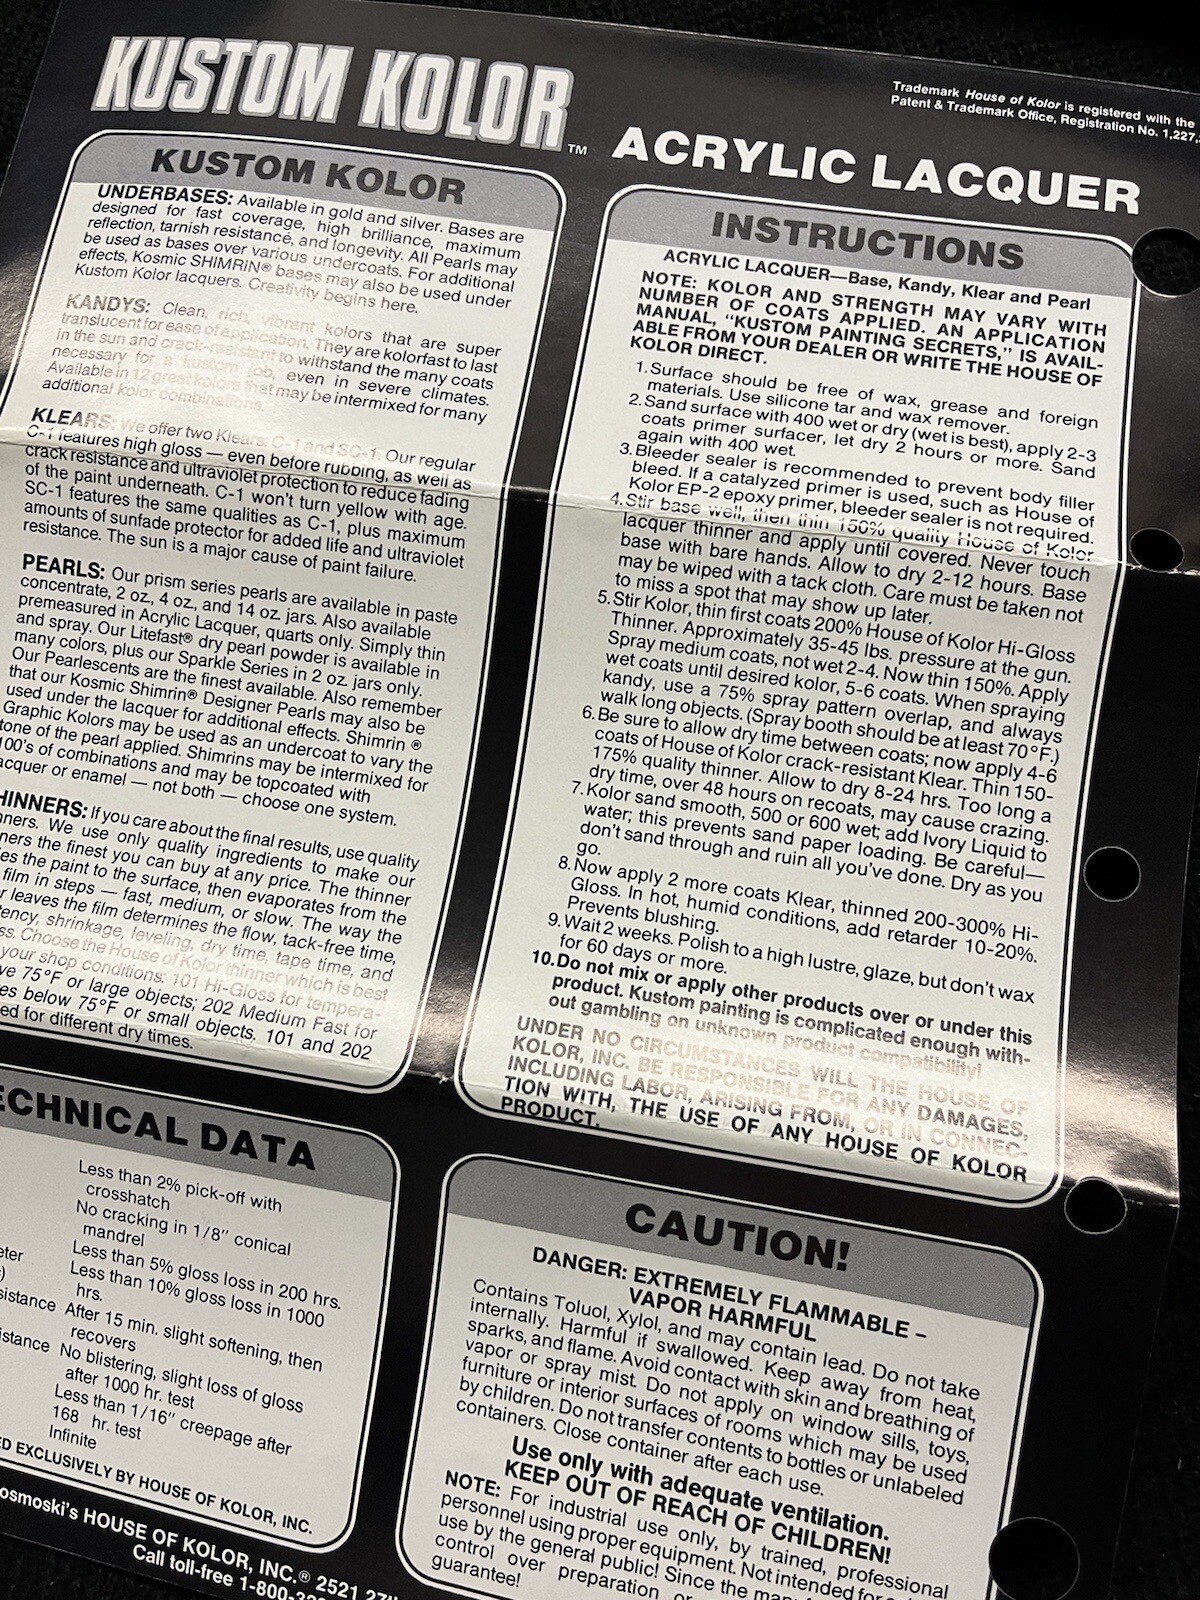 KUSTOM KOLOR™
Trademark House of Kolor is registered with the
Patent & Trademark Office, Registration No. 1,227,
ACRYLIC LACQUER
KUSTOM KOLOR
UNDERBASES: Available in gold and silver. Bases are
designed for fast coverage, high brilliance, maximum
reflection, tarnish resistance, and longevity. All Pearls may
be used as bases over various undercoats. For additional
effects, Kosmic SHIMRIN® bases may also be used under
Kustom Kolor lacquers. Creativity begins here.
KANDYS: Clean, rich, vibrant kolors that are super
translucent for ease of application. They are kolorfast to last
in the sun and crack-resistant to withstand the many coats
necessary for a kustom job, even in severe climates.
Available in 12 great kolors that may be intermixed for many
additional kolor combinations.
KLEARS: We offer two Klears: C-1 and SC-1. Our regular
C-1 features high gloss — even before rubbing, as well as
crack resistance and ultraviolet protection to reduce fading
of the paint underneath. C-1 won't turn yellow with age.
SC-1 features the same qualities as C-1, plus maximum
amounts of sunfade protector for added life and ultraviolet
resistance. The sun is a major cause of paint failure.
PEARLS: Our prism series pearls are available in paste
concentrate, 2 oz, 4 oz, and 14 oz. jars. Also available
premeasured in Acrylic Lacquer, quarts only. Simply thin
and spray. Our Litefast® dry pearl powder is available in
many colors, plus our Sparkle Series in 2 oz. jars only.
Our Pearlescents are the finest available. Also remember
that our Kosmic Shimrin® Designer Pearls may also be
used under the lacquer for additional effects. Shimrin ®
Graphic Kolors may be used as an undercoat to vary the
tone of the pearl applied. Shimrins may be intermixed for
100's of combinations and may be topcoated with
acquer or enamel — not both — choose one system.
HINNERS: If you care about the final results, use quality
nners. We use only quality ingredients to make our
ners the finest you can buy at any price. The thinner
es the paint to the surface, then evaporates from the
film in steps — fast, medium, or slow. The way the
r leaves the film determines the flow, tack-free time,
tency, shrinkage, leveling, dry time, tape time, and
ss. Choose the House of Kolor thinner which is best
your shop conditions: 101 Hi-Gloss for tempera-
ve 75°F or large objects; 202 Medium Fast for
es below 75°F or small objects. 101 and 202
ed for different dry times.
INSTRUCTIONS
ACRYLIC LACQUER—Base, Kandy, Klear and Pearl
NOTE: KOLOR AND STRENGTH MAY VARY WITH
NUMBER OF COATS APPLIED. AN APPLICATION
MANUAL, "KUSTOM PAINTING SECRETS," IS AVAIL-
ABLE FROM YOUR DEALER OR WRITE THE HOUSE OF
KOLOR DIRECT.
1. Surface should be free of wax, grease and foreign
materials. Use silicone tar and wax remover.
2. Sand surface with 400 wet or dry (wet is best), apply 2-3
coats primer surfacer, let dry 2 hours or more. Sand
again with 400 wet.
3. Bleeder sealer is recommended to prevent body filler
bleed. If a catalyzed primer is used, such as House of
Kolor EP-2 epoxy primer, bleeder sealer is not required.
4. Stir base well, then thin 150% quality House of Kolor
lacquer thinner and apply until covered. Never touch
base with bare hands. Allow to dry 2-12 hours. Base
may be wiped with a tack cloth. Care must be taken not
to miss a spot that may show up later.
5. Stir Kolor, thin first coats 200% House of Kolor Hi-Gloss
Thinner. Approximately 35-45 lbs. pressure at the gun.
Spray medium coats, not wet 2-4. Now thin 150%. Apply
wet coats until desired kolor, 5-6 coats. When spraying
kandy, use a 75% spray pattern overlap, and always
walk long objects. (Spray booth should be at least 70°F.)
6. Be sure to allow dry time between coats; now apply 4-6
coats of House of Kolor crack-resistant Klear. Thin 150-
175% quality thinner. Allow to dry 8-24 hrs. Too long a
dry time, over 48 hours on recoats, may cause crazing.
7. Kolor sand smooth, 500 or 600 wet; add Ivory Liquid to
water; this prevents sand paper loading. Be careful—
don't sand through and ruin all you've done. Dry as you
go.
8. Now apply 2 more coats Klear, thinned 200-300% Hi-
Gloss. In hot, humid conditions, add retarder 10-20%.
Prevents blushing.
9. Wait 2 weeks. Polish to a high lustre, glaze, but don't wax
for 60 days or more.
10. Do not mix or apply other products over or under this
product. Kustom painting is complicated enough with-
out gambling on unknown product compatibility!
UNDER NO CIRCUMSTANCES WILL THE HOUSE OF
KOLOR, INC. BE RESPONSIBLE FOR ANY DAMAGES,
INCLUDING LABOR, ARISING FROM, OR IN CONNEC-
TION WITH, THE USE OF ANY HOUSE OF KOLOR
PRODUCT.
ECHNICAL DATA
Less than 2% pick-off with
crosshatch
No cracking in 1/8" conical
mandrel
eter Less than 5% gloss loss in 200 hrs.
) Less than 10% gloss loss in 1000
hrs.
sistance After 15 min. slight softening, then
recovers
istance No blistering, slight loss of gloss
after 1000 hr. test
Less than 1/16" creepage after
168 hr. test
Infinite
ED EXCLUSIVELY BY HOUSE OF KOLOR, INC.
osmoski's HOUSE OF KOLOR, INC.® 2521 27
Call toll-free 1-800-
CAUTION!
DANGER: EXTREMELY FLAMMABLE –
VAPOR HARMFUL
Contains Toluol, Xylol, and may contain lead. Do not take
internally. Harmful if swallowed. Keep away from heat,
sparks, and flame. Avoid contact with skin and breathing of
vapor or spray mist. Do not apply on window sills, toys,
furniture or interior surfaces of rooms which may be used
by children. Do not transfer contents to bottles or unlabeled
containers. Close container after each use.
Use only with adequate ventilation.
KEEP OUT OF REACH OF CHILDREN!
NOTE: For industrial use only, by trained, professional
personnel using proper equipment. Not intended for
use by the general public! Since the
control over preparation or
guarantee!